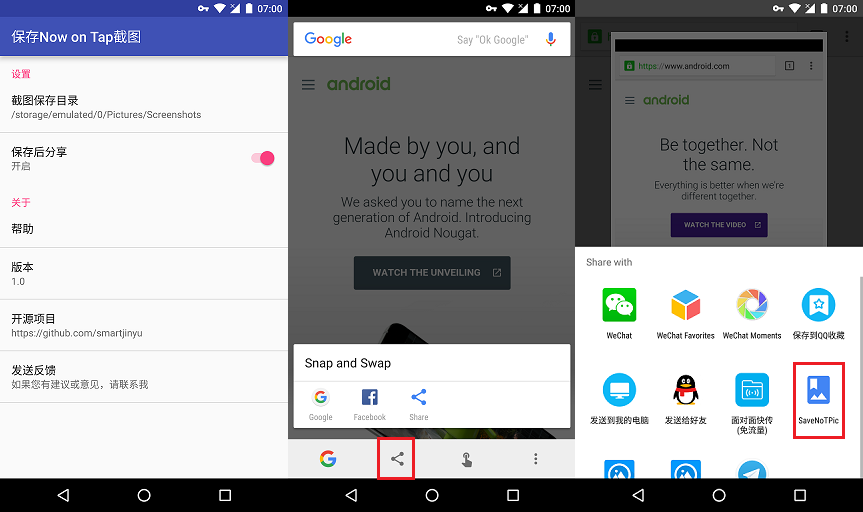 07:00
保存Now on Tap截图
设置
截图保存目录
/storage/emulated/0/Pictures/Screenshots
保存后分享
开启
关于
帮助
版本
1.0
开源项目
https://github.com/smartjinyu
发送反馈
如果您有建议或意见，请联系我
07:00
Google
Say "Ok Google"
android
Made by you, and
you and you
We asked you to name the next
generation of Android. Introducing
Android Nougat.
WATCH THE UNVEILING
Snap and Swap
Google
Facebook
Share
07:00
https://www.android.com
1
android
Be together. Not
the same.
Everything is better when we're
different together.
WATCH THE VIDEO
Share with
WeChat
WeChat Favorites
WeChat Moments
保存到QQ收藏
发送到我的电脑
发送给好友
面对面快传
(免流量)
SaveNoTPic